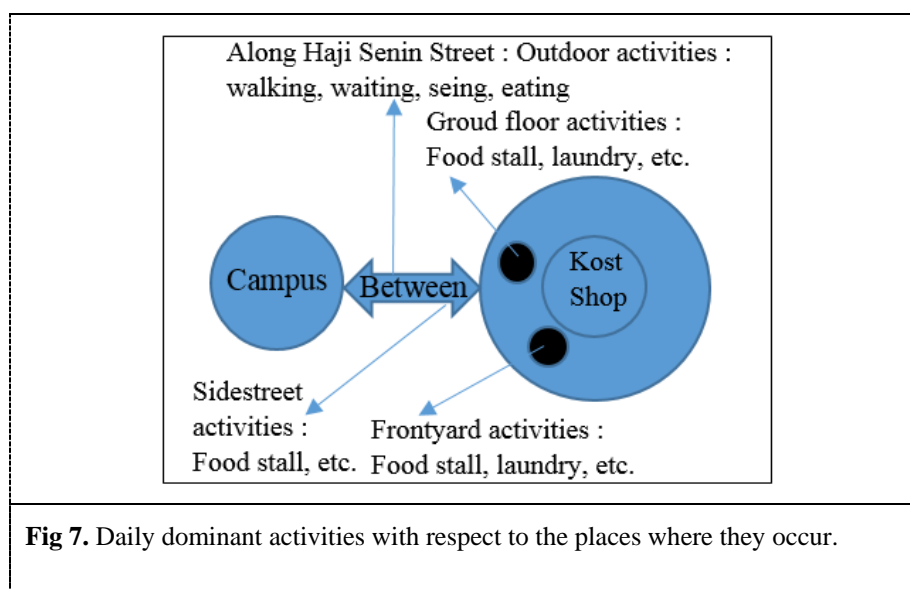 Along Haji Senin Street : Outdoor activities :
walking, waiting, seing, eating
Groud floor activities :
Food stall, laundry, etc.
Campus
Between
Kost
Shop
Sidestreet
activities :
Food stall, etc.
Frontyard activities :
Food stall, laundry, etc.
Fig 7. Daily dominant activities with respect to the places where they occur.